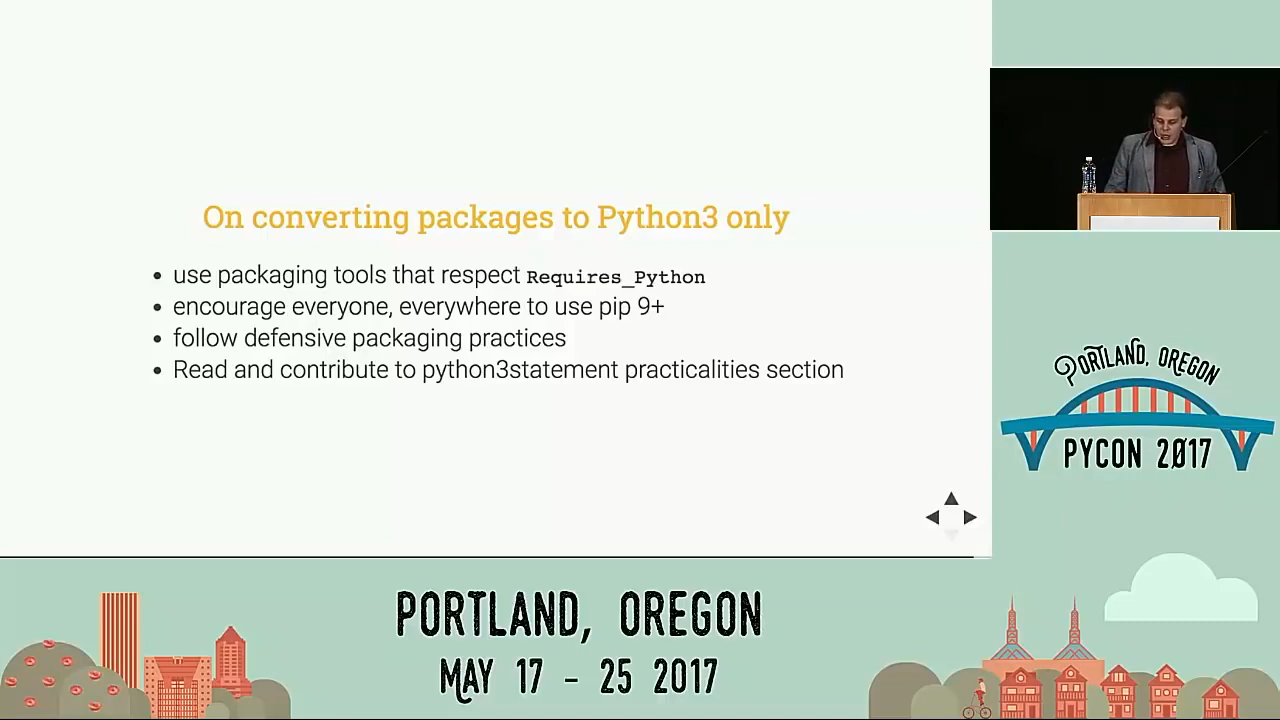 On converting packages to Python3 only
use packaging tools that respect Requires_Python
encourage everyone, everywhere to use pip 9+
follow defensive packaging practices
Read and contribute to python3statement practicalities section
PORTLAND, OREGON
PYCON 2017
PORTLAND, OREGON
MAY 17 - 25 2017